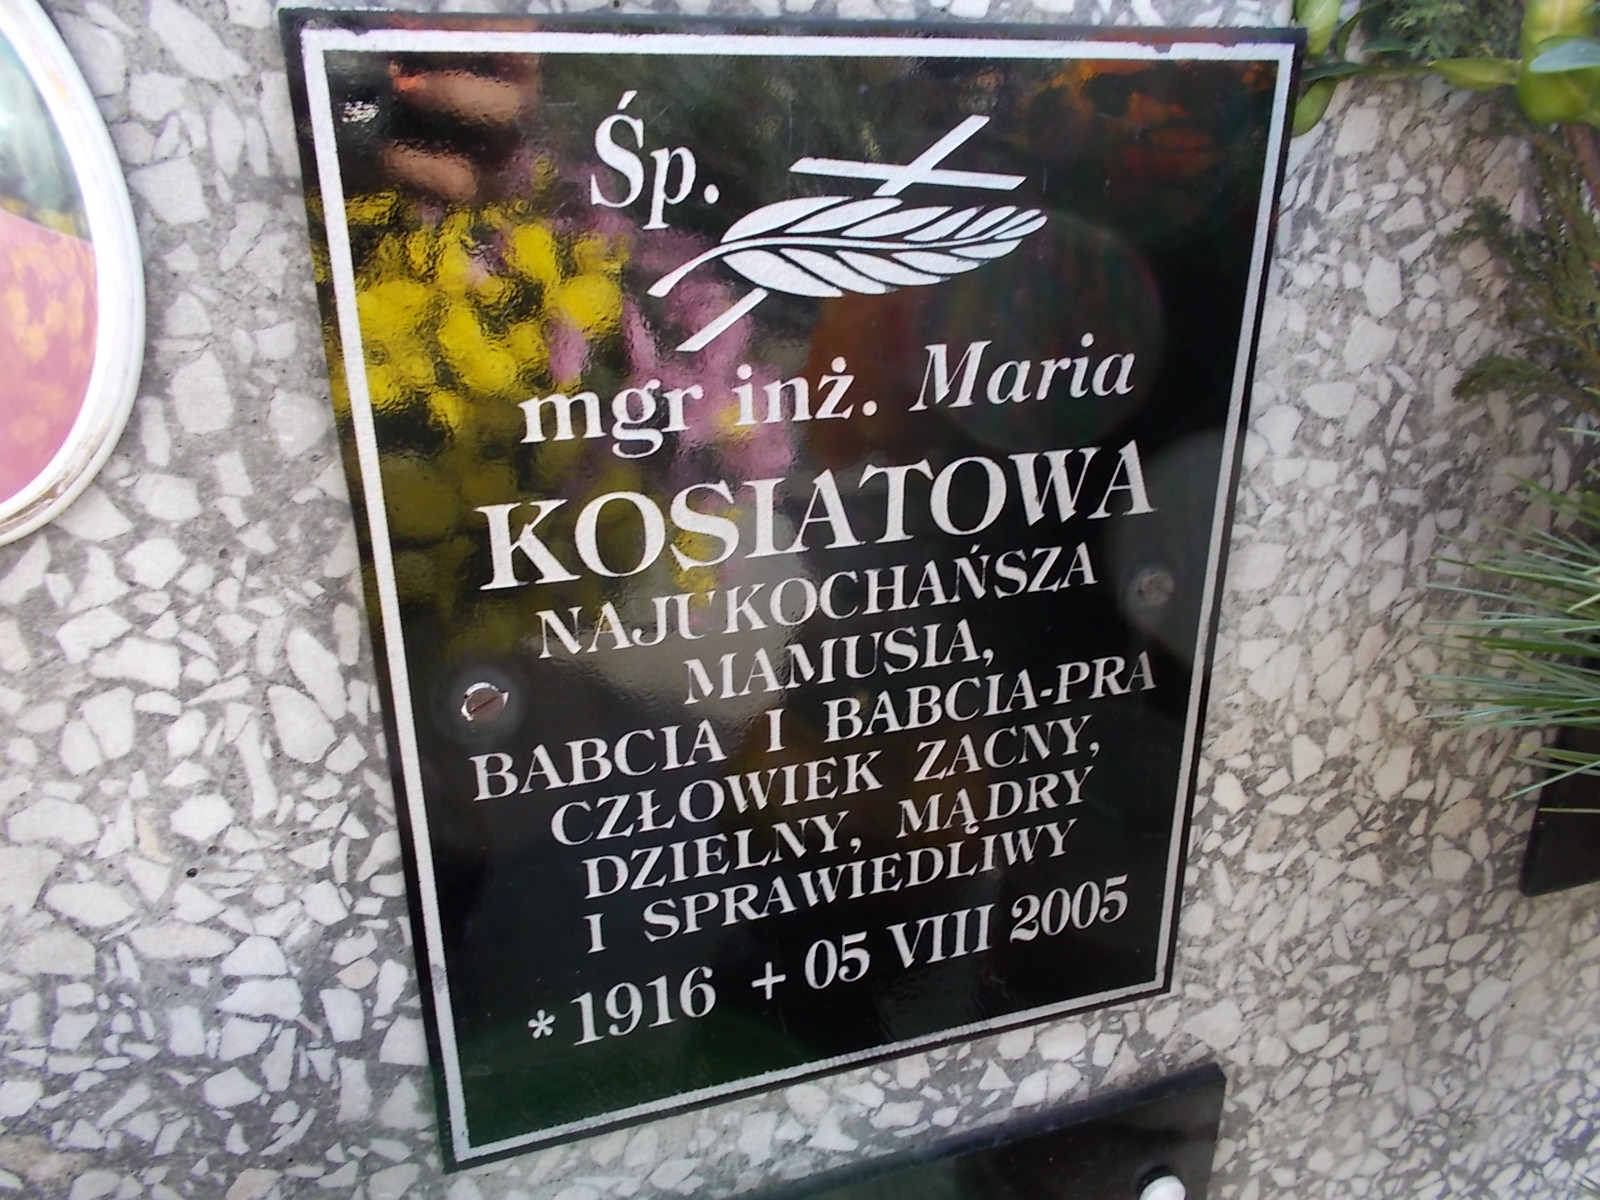 Śp.
mgr inż. Maria
KOSIATOWA
NAJUKOCHAŃSZA
MAMUSIA,
BABCIA I BABCIA-PRA
CZŁOWIEK ZACNY,
DZIELNY, MĄDRY
I SPRAWIEDLIWY
* 1916 + 05 VIII 2005